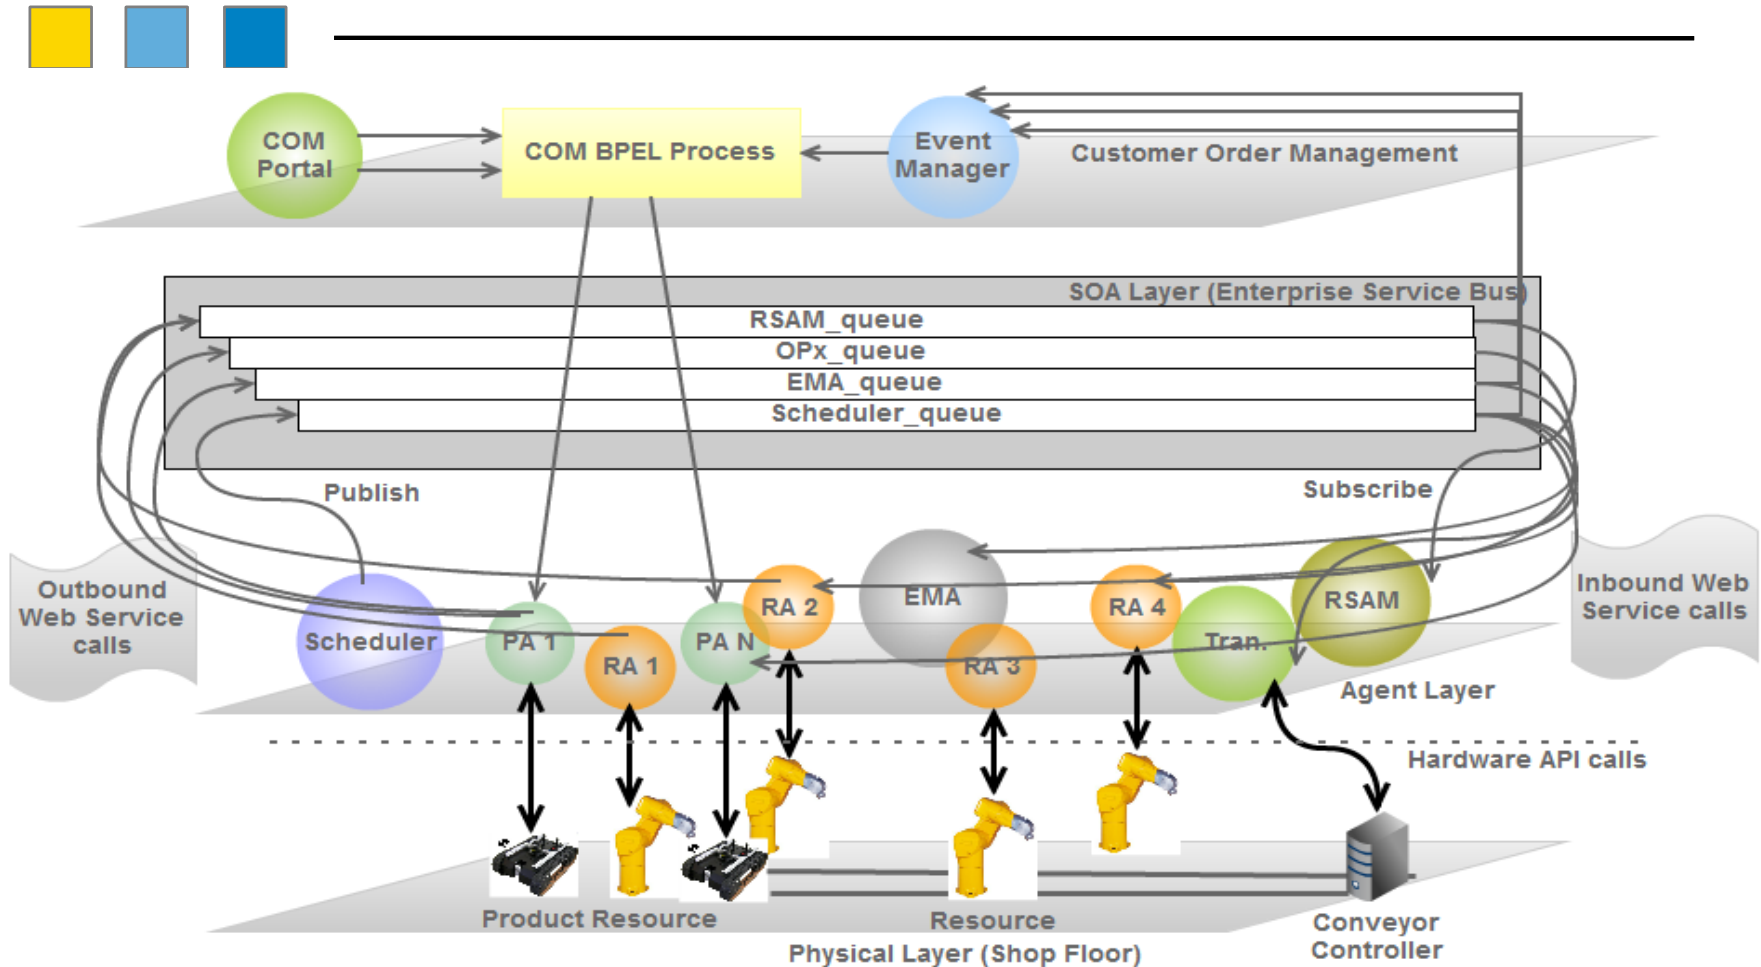 COM
Portal
COM BPEL Process
Event
Manager
Customer Order Management
SOA Layer (Enterprise Service Bus)
RSAM_queue
OPx_queue
EMA_queue
Scheduler_queue
Publish
Subscribe
Outbound
Web Service
calls
Inbound Web
Service calls
Scheduler
PA 1
RA 1
PA N
RA 2
EMA
RA 3
RA 4
Tran.
RSAM
Agent Layer
Hardware API calls
Product Resource
Resource
Conveyor
Controller
Physical Layer (Shop Floor)